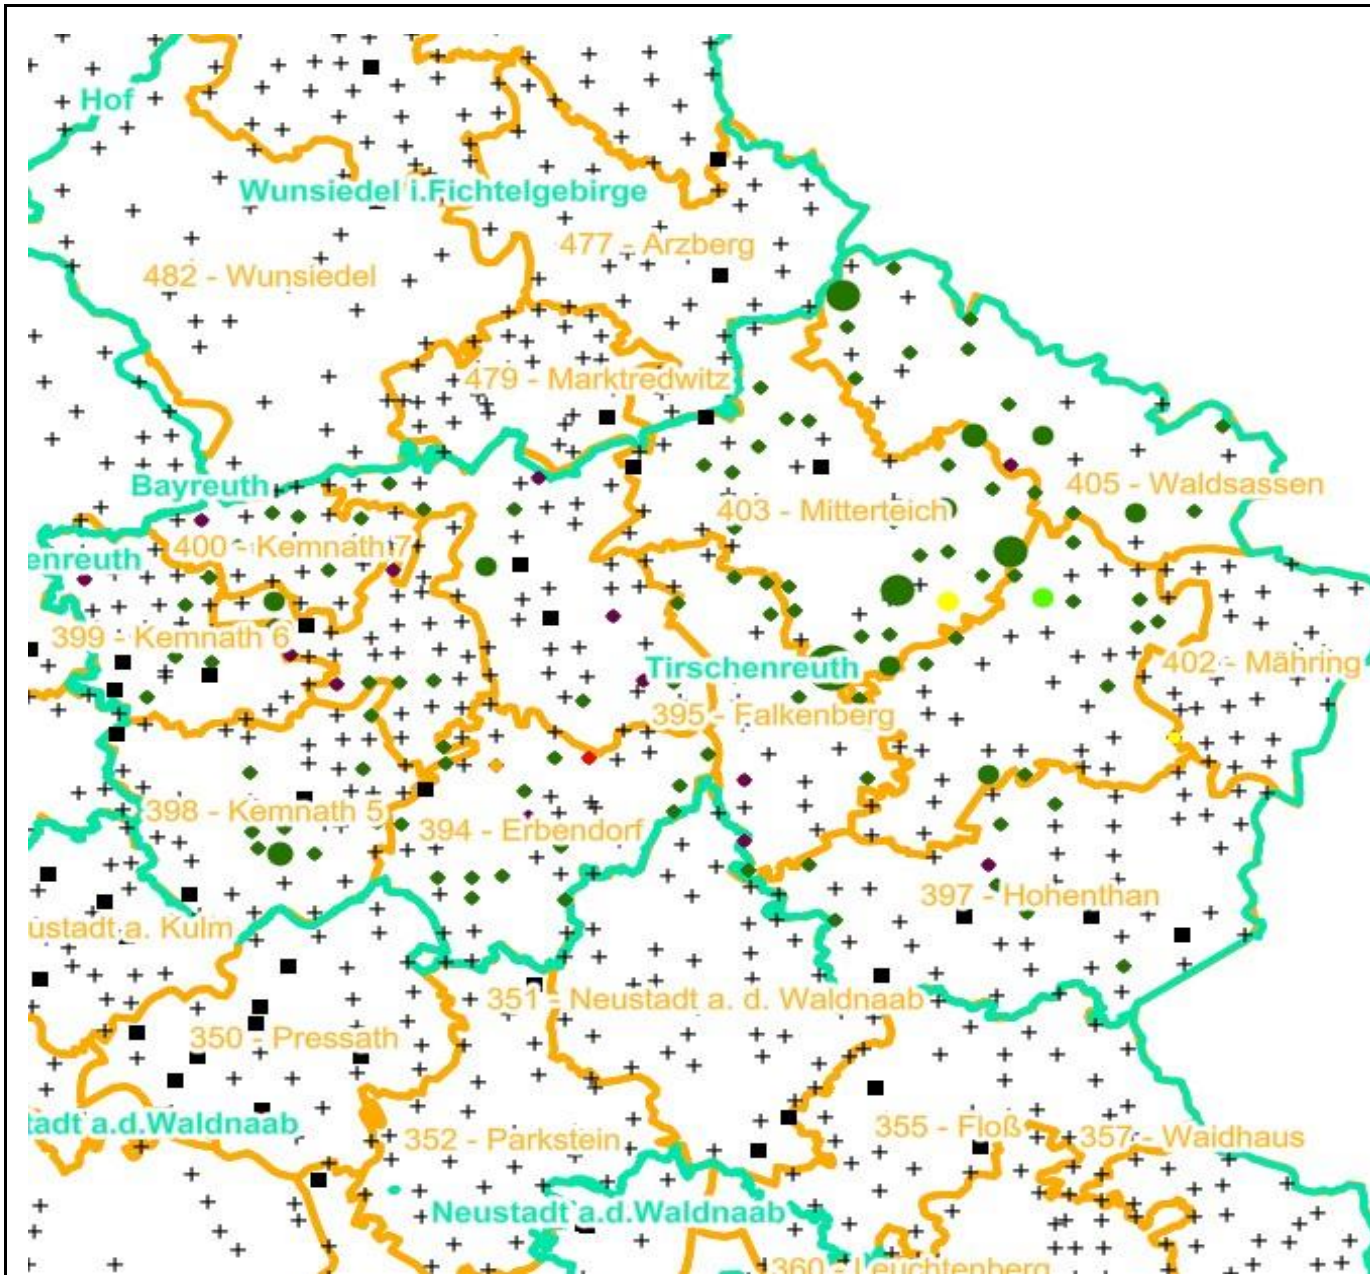 Hof
Wunsiedel i.Fichtelgebirge
477 - Arzberg
482 - Wunsiedel
479 - Marktredwitz
Bayreuth
405 - Waldsassen
403 - Mitterteich
400 - Kemnath 7
enreuth
399 - Kemnath 6
Tirschenreuth
402 - Mähring
395 - Falkenberg
398 - Kemnath 5
394 - Erbendorf
397 - Hohenthan
ustadt a. Kulm
351 - Neustadt a. d. Waldnaab
350 - Pressath
tadt a.d.Waldnaab
352 - Parkstein
355 - Floß
357 - Waidhaus
Neustadt a.d.Waldnaab
360 - Leuchtenberg